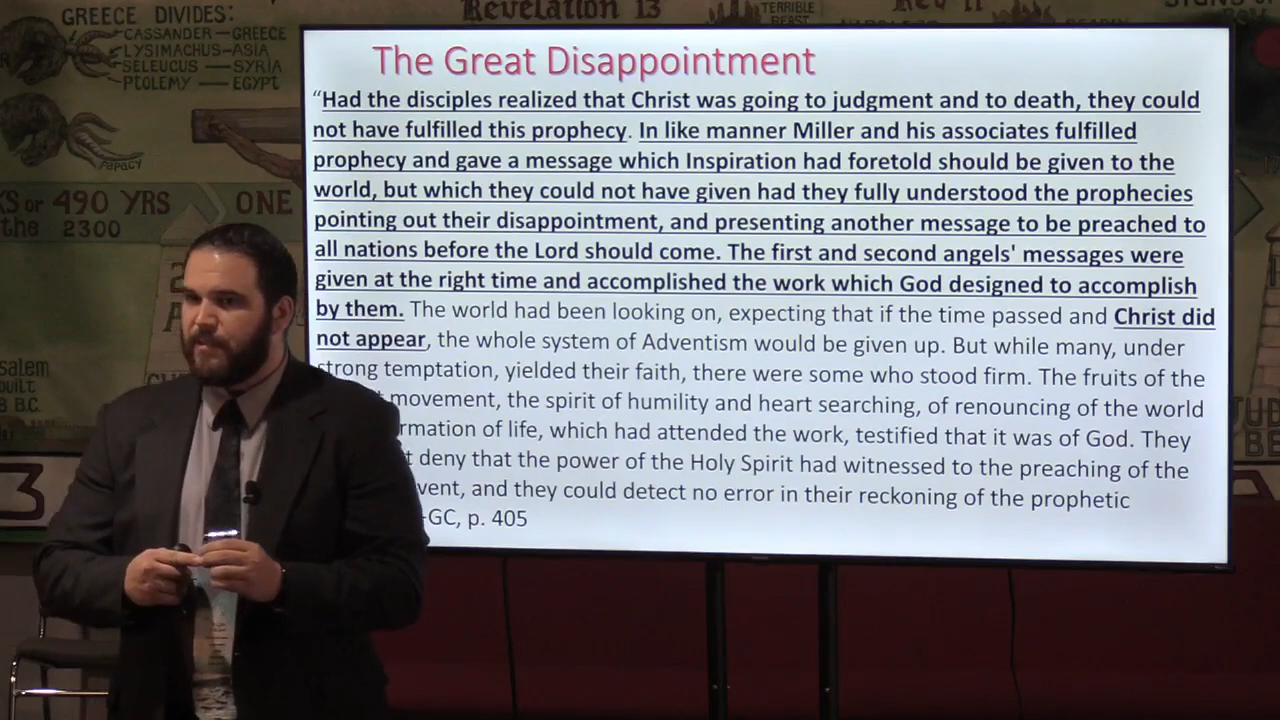 GREECE DIVIDES:
CASSANDER – GREECE
LYSIMACHUS – ASIA
SELEUCUS — SYRIA
PTOLEMY — EGYPT
PAPACY
Revelation 13
TERRIBLE
BEAST
490 YRS
ONE
the 2300
The Great Disappointment
“Had the disciples realized that Christ was going to judgment and to death, they could
not have fulfilled this prophecy. In like manner Miller and his associates fulfilled
prophecy and gave a message which Inspiration had foretold should be given to the
world, but which they could not have given had they fully understood the prophecies
pointing out their disappointment, and presenting another message to be preached to
all nations before the Lord should come. The first and second angels' messages were
given at the right time and accomplished the work which God designed to accomplish
by them. The world had been looking on, expecting that if the time passed and Christ did
not appear, the whole system of Adventism would be given up. But while many, under
strong temptation, yielded their faith, there were some who stood firm. The fruits of the
movement, the spirit of humility and heart searching, of renouncing of the world
rmation of life, which had attended the work, testified that it was of God. They
deny that the power of the Holy Spirit had witnessed to the preaching of the
vent, and they could detect no error in their reckoning of the prophetic
GC, p. 405
B.C.
3